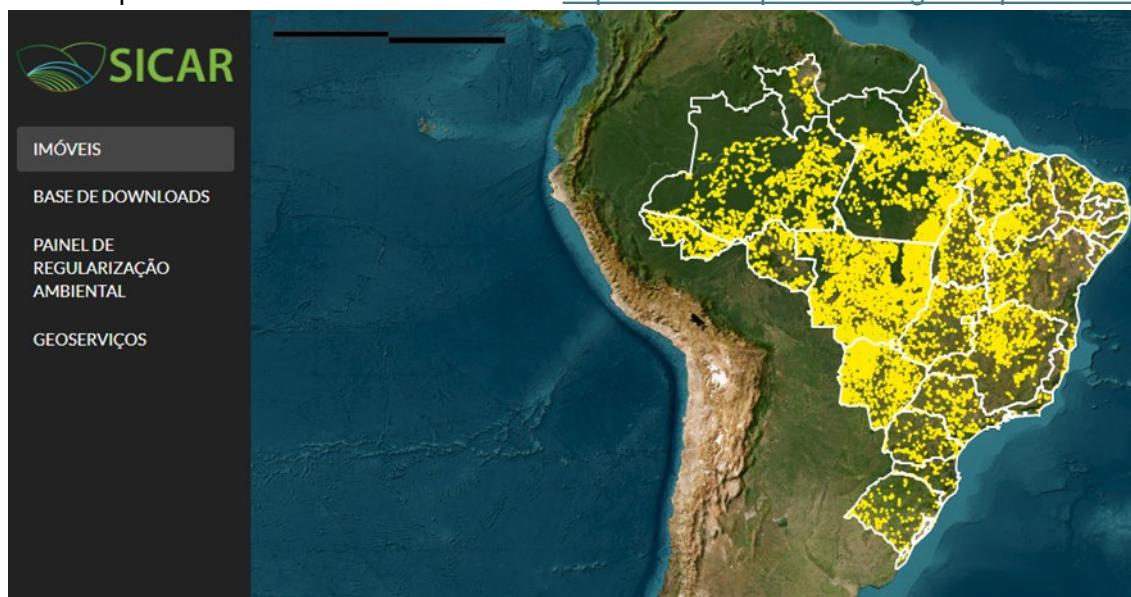 SICAR
IMÓVEIS
BASE DE DOWNLOADS
PAINEL DE
REGULARIZAÇÃO
AMBIENTAL
GEOSERVIÇOS